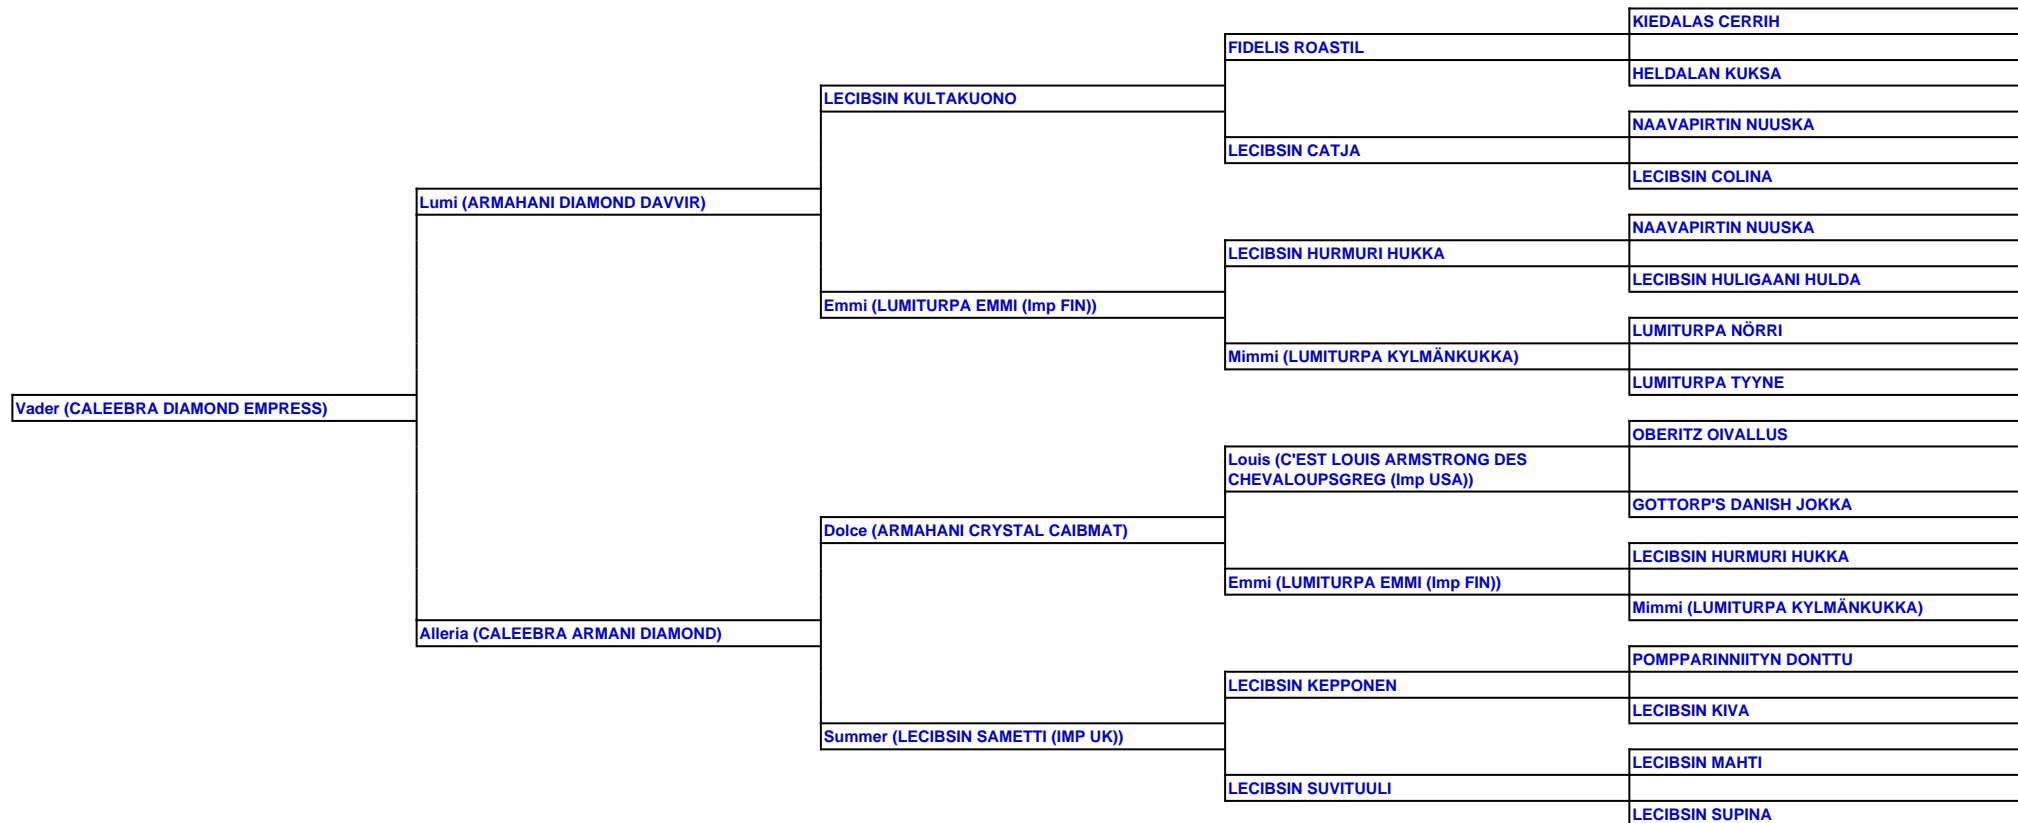 KIEDALAS CERRIH
FIDELIS ROASTIL
HELDALAN KUKSA
LECIBSIN KULTAKUONO
NAAVAPIRTIN NUUSKA
LECIBSIN CATJA
LECIBSIN COLINA
Lumi (ARMAHANI DIAMOND DAVVIR)
NAAVAPIRTIN NUUSKA
LECIBSIN HURMURI HUKKA
LECIBSIN HULIGAANI HULDA
Emmi (LUMITURPA EMMI (Imp FIN))
LUMITURPA NÖRRI
Mimmi (LUMITURPA KYLMÄNKUKKA)
LUMITURPA TYYNE
Vader (CALEEBRA DIAMOND EMPRESS)
OBERITZ OIVALLUS
Louis (C'EST LOUIS ARMSTRONG DES
CHEVALOUPSGREG (Imp USA))
GOTTORP'S DANISH JOKKA
Dolce (ARMAHANI CRYSTAL CAIBMAT)
LECIBSIN HURMURI HUKKA
Emmi (LUMITURPA EMMI (Imp FIN))
Mimmi (LUMITURPA KYLMÄNKUKKA)
Alleria (CALEEBRA ARMANI DIAMOND)
POMPPARINNIITYN DONTTU
LECIBSIN KEPPONEN
LECIBSIN KIVA
Summer (LECIBSIN SAMETTI (IMP UK))
LECIBSIN MAHTI
LECIBSIN SUVITUULI
LECIBSIN SUPINA